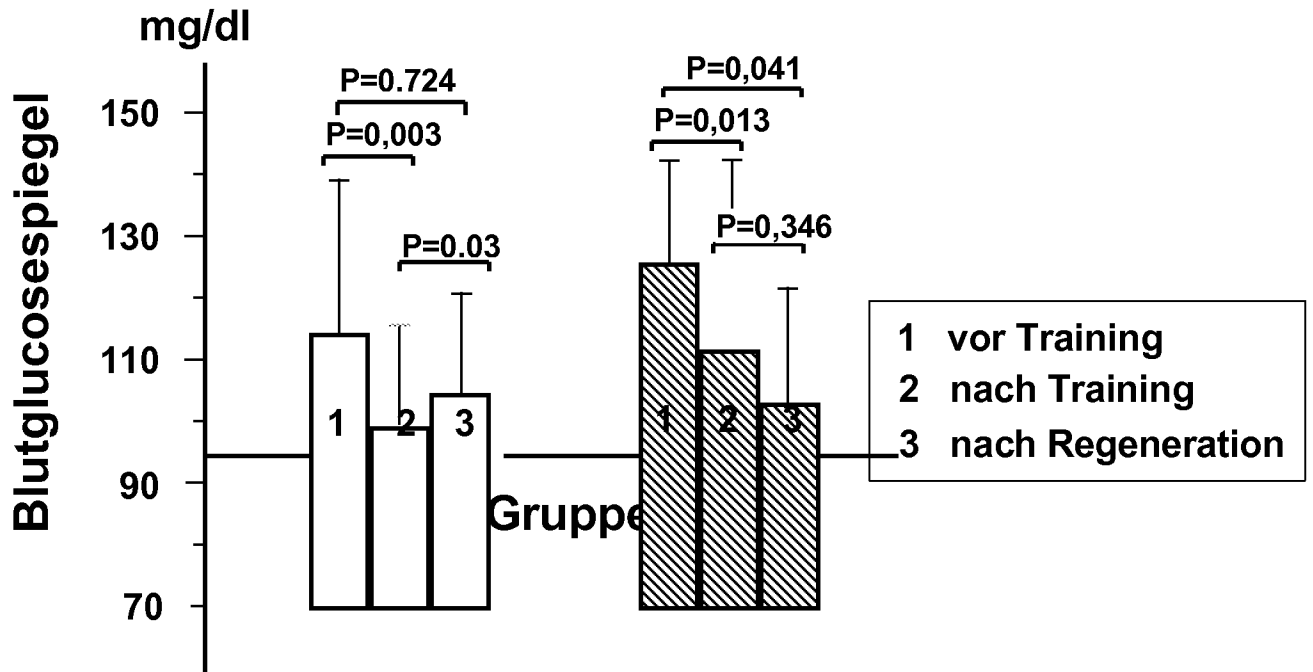 mg/dl
Blutglucosespiegel
150
130
110
90
70
P=0.724
P=0,003
P=0.03
P=0,041
P=0,013
P=0,346
1
2
3
1
2
3
Gruppe
1 vor Training
2 nach Training
3 nach Regeneration